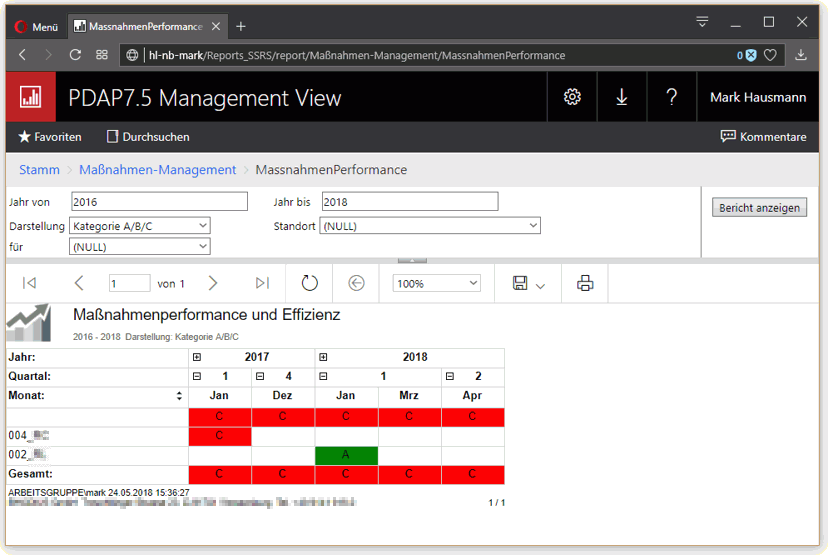 Menü MassnahmenPerformance
hl-nb-mark/Reports_SSRS/report/Maßnahmen-Management/MassnahmenPerformance 0
PDAP7.5 Management View ? Mark Hausmann
Favoriten Durchsuchen Kommentare
Stamm > Maßnahmen-Management > MassnahmenPerformance
Jahr von 2016 Jahr bis 2018 Bericht anzeigen
Darstellung Kategorie A/B/C Standort (NULL)
für (NULL)
1 von 1 100%
Maßnahmenperformance und Effizienz
2016 - 2018 Darstellung: Kategorie A/B/C
Jahr: 2017 2018
Quartal: 1 4 1 2
Monat: Jan Dez Jan Mrz Apr
C C C C C
004_ C
002_ A
Gesamt: C C C C C
ARBEITSGRUPPE\mark 24.05.2018 15:36:27
1 / 1